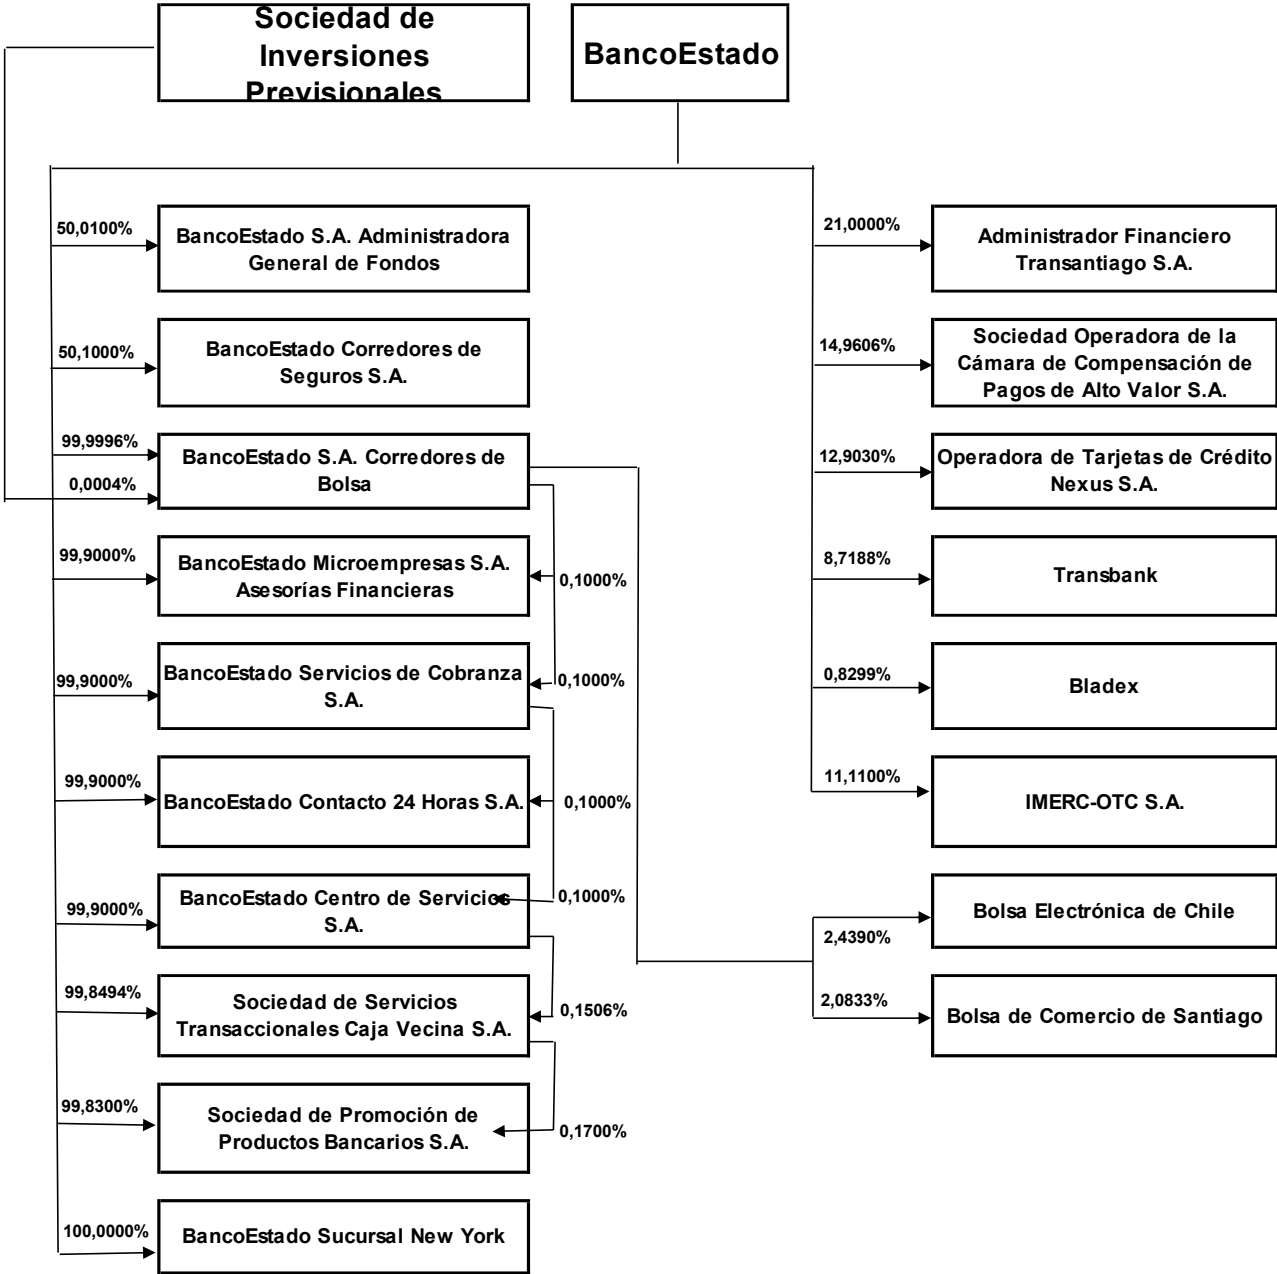 Sociedad de
Inversiones
Previsionales
BancoEstado
50,0100%
BancoEstado S.A. Administradora
General de Fondos
50,1000%
BancoEstado Corredores de
Seguros S.A.
99,9996%
0,0004%
BancoEstado S.A. Corredores de
Bolsa
99,9000%
BancoEstado Microempresas S.A.
Asesorías Financieras
0,1000%
99,9000%
BancoEstado Servicios de Cobranza
S.A.
0,1000%
99,9000%
BancoEstado Contacto 24 Horas S.A.
0,1000%
99,9000%
BancoEstado Centro de Servicios
S.A.
0,1000%
99,8494%
Sociedad de Servicios
Transaccionales Caja Vecina S.A.
0,1506%
99,8300%
Sociedad de Promoción de
Productos Bancarios S.A.
0,1700%
100,0000%
BancoEstado Sucursal New York
21,0000%
Administrador Financiero
Transantiago S.A.
14,9606%
Sociedad Operadora de la
Cámara de Compensación de
Pagos de Alto Valor S.A.
12,9030%
Operadora de Tarjetas de Crédito
Nexus S.A.
8,7188%
Transbank
0,8299%
Bladex
11,1100%
IMERC-OTC S.A.
2,4390%
Bolsa Electrónica de Chile
2,0833%
Bolsa de Comercio de Santiago